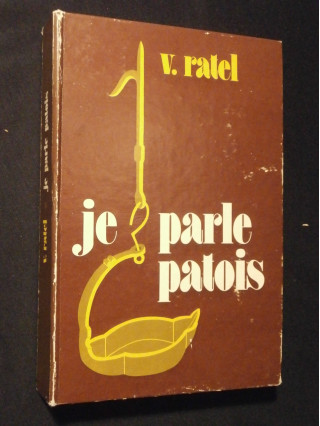 v. ratel
je parle
patois
v. ratel je parle patois